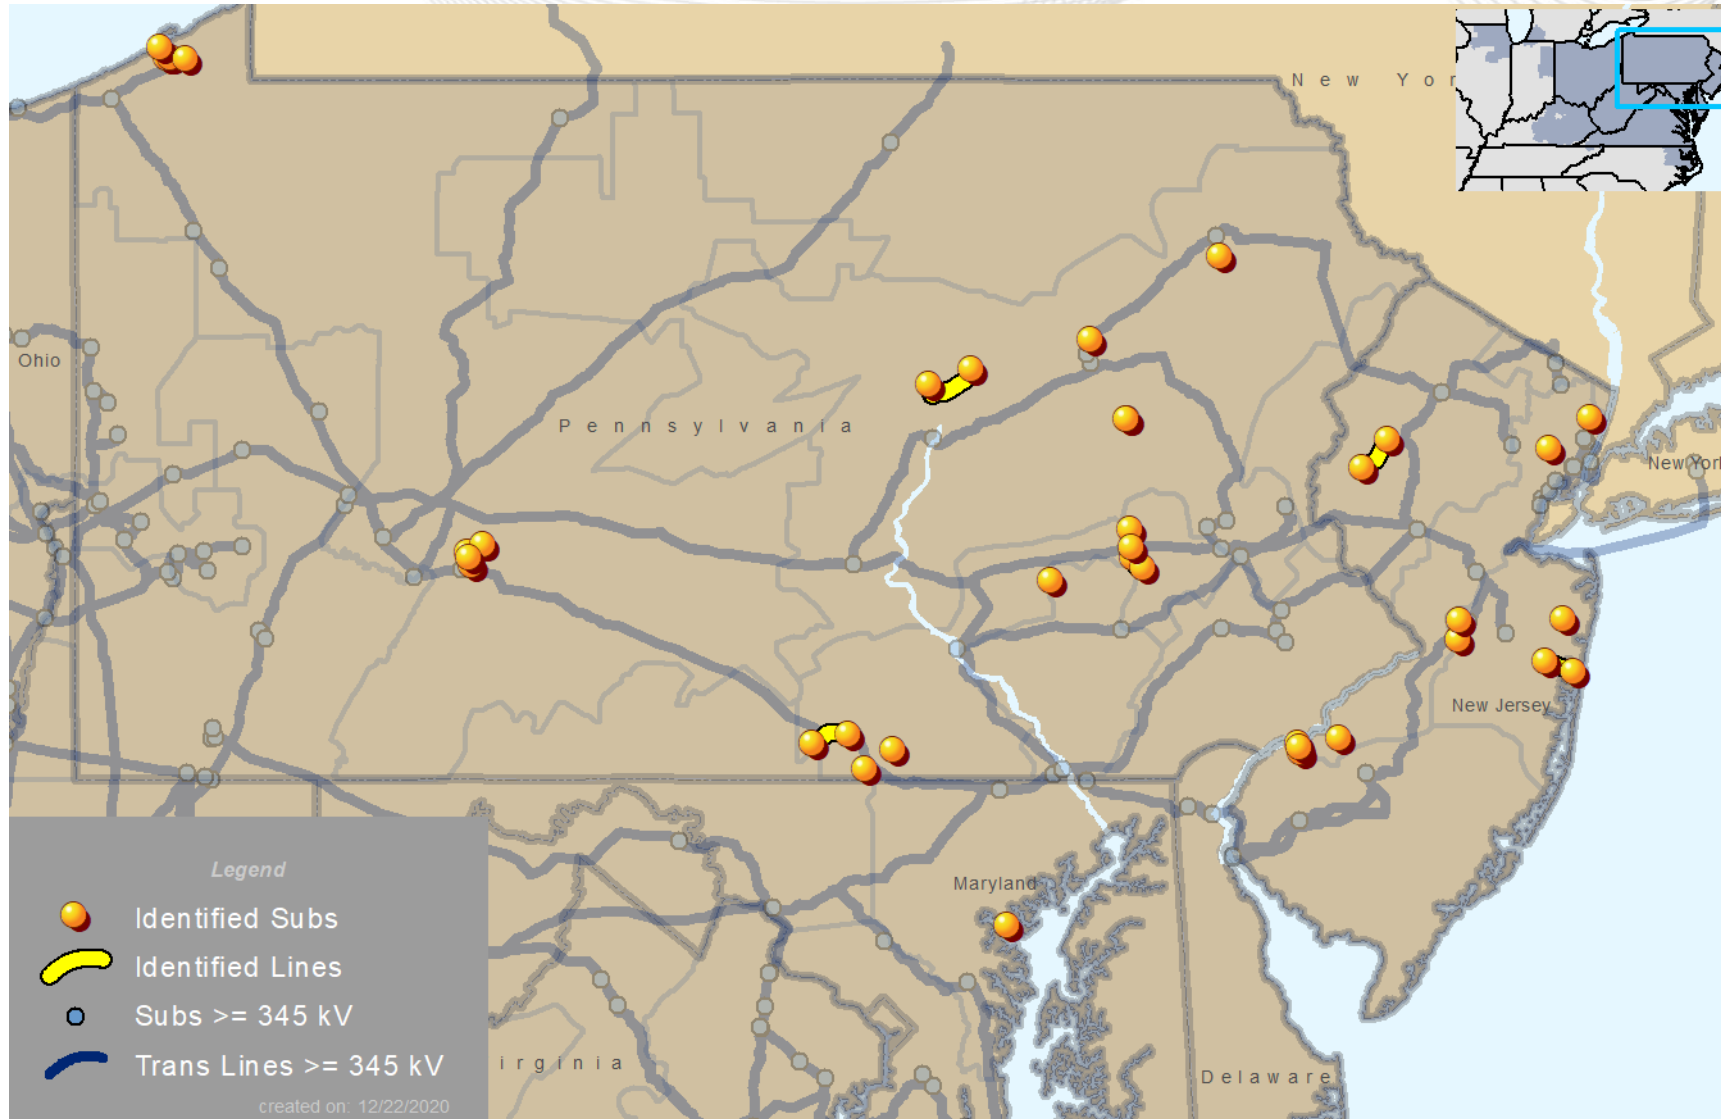 New Yor
Ohio
Pennsylvania
New York
New Jersey
Maryland
irginia
Delaware
Legend
Identified Subs
Identified Lines
Subs >= 345 kV
Trans Lines >= 345 kV
created on: 12/22/2020